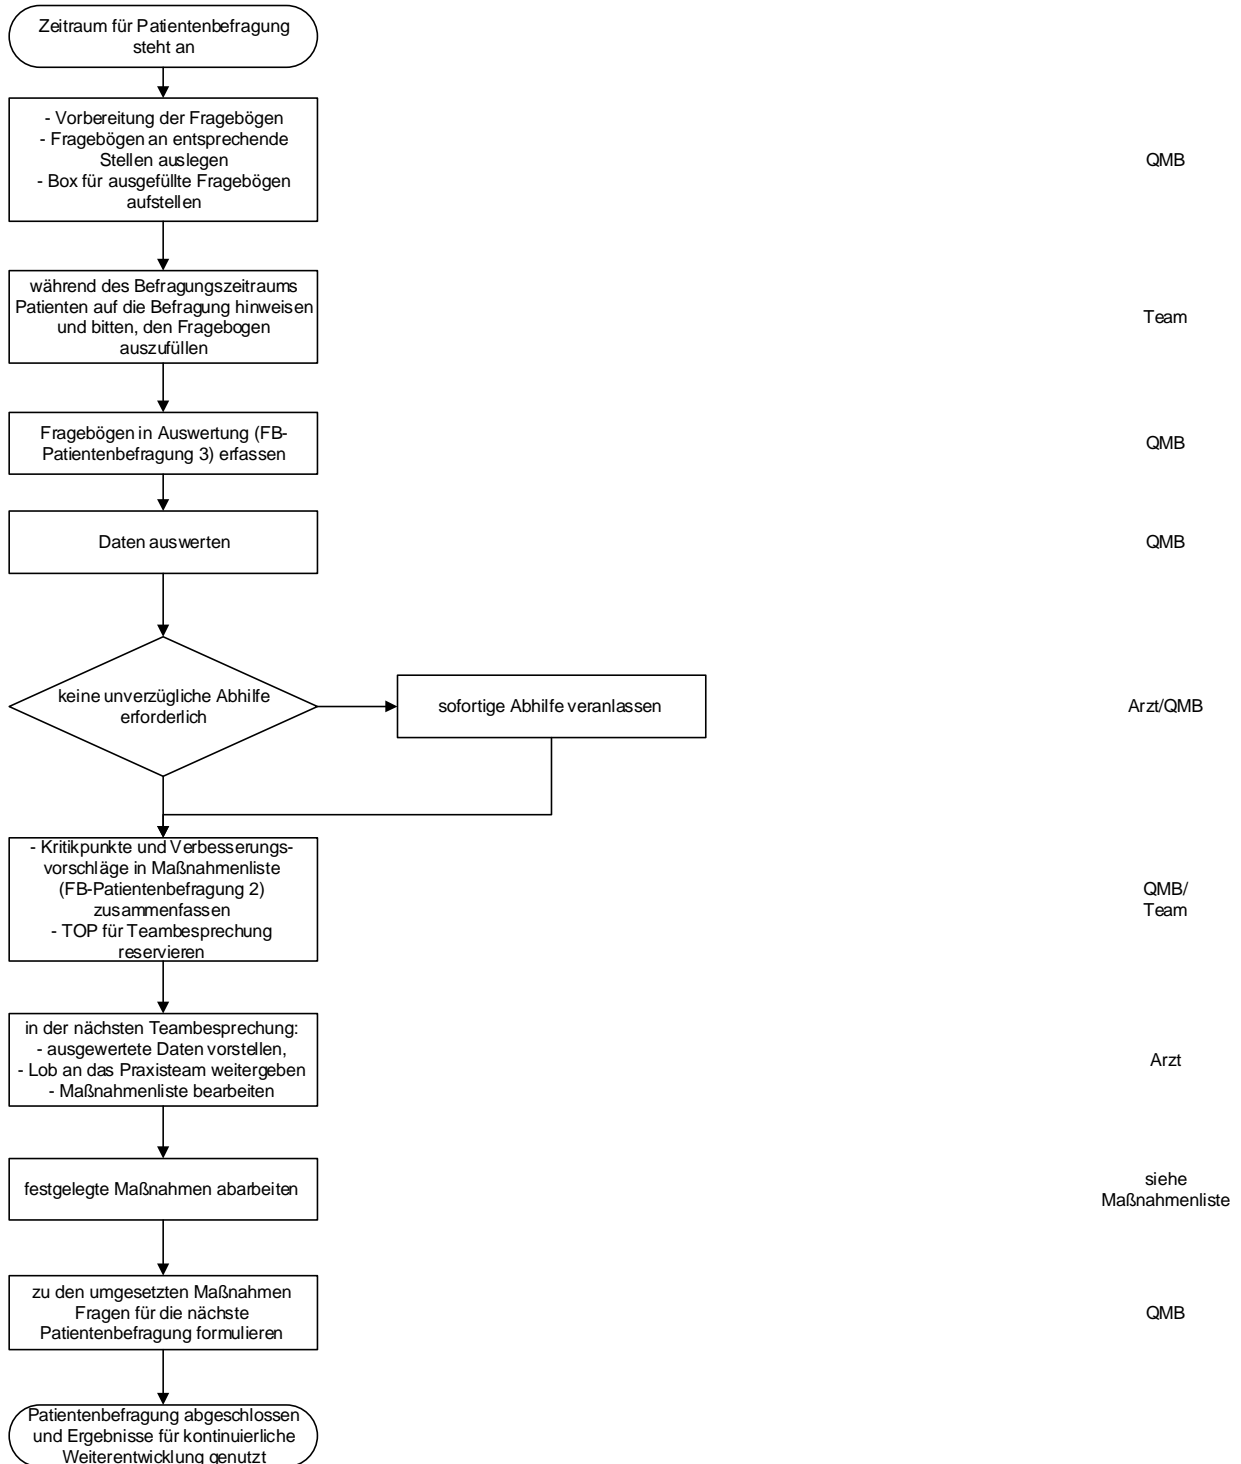 Zeitraum für Patientenbefragung
steht an
- Vorbereitung der Fragebögen
- Fragebögen an entsprechende
Stellen auslegen
- Box für ausgefüllte Fragebögen
aufstellen
QMB
während des Befragungszeitraums
Patienten auf die Befragung hinweisen
und bitten, den Fragebogen
auszufüllen
Team
Fragebögen in Auswertung (FB-
Patientenbefragung 3) erfassen
QMB
Daten auswerten
QMB
keine unverzügliche Abhilfe
erforderlich
sofortige Abhilfe veranlassen
Arzt/QMB
- Kritikpunkte und Verbesserungs-
vorschläge in Maßnahmenliste
(FB-Patientenbefragung 2)
zusammenfassen
- TOP für Teambesprechung
reservieren
QMB/
Team
in der nächsten Teambesprechung:
- ausgewertete Daten vorstellen,
- Lob an das Praxisteam weitergeben
- Maßnahmenliste bearbeiten
Arzt
festgelegte Maßnahmen abarbeiten
siehe
Maßnahmenliste
zu den umgesetzten Maßnahmen
Fragen für die nächste
Patientenbefragung formulieren
QMB
Patientenbefragung abgeschlossen
und Ergebnisse für kontinuierliche
Weiterentwicklung genutzt